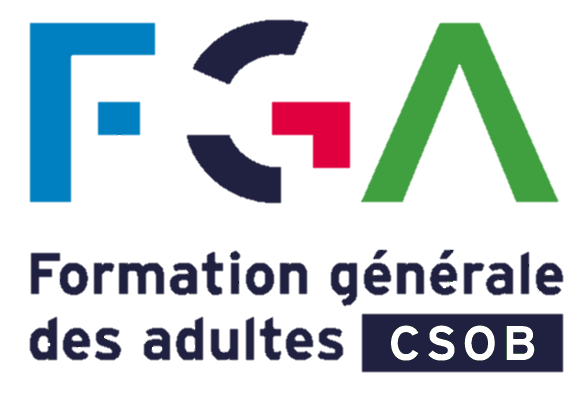 FGA
Formation générale
des adultes CSOB